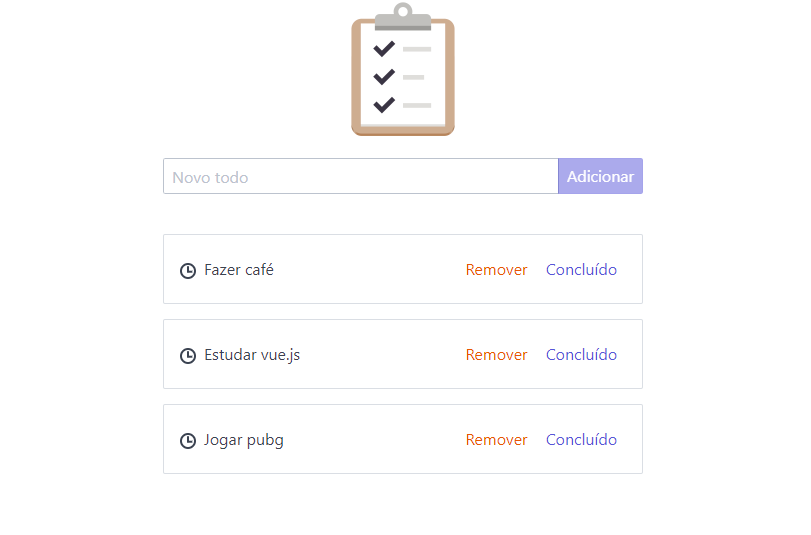 Novo todo Adicionar
Fazer café Remover Concluído
Estudar vue.js Remover Concluído
Jogar pubg Remover Concluído